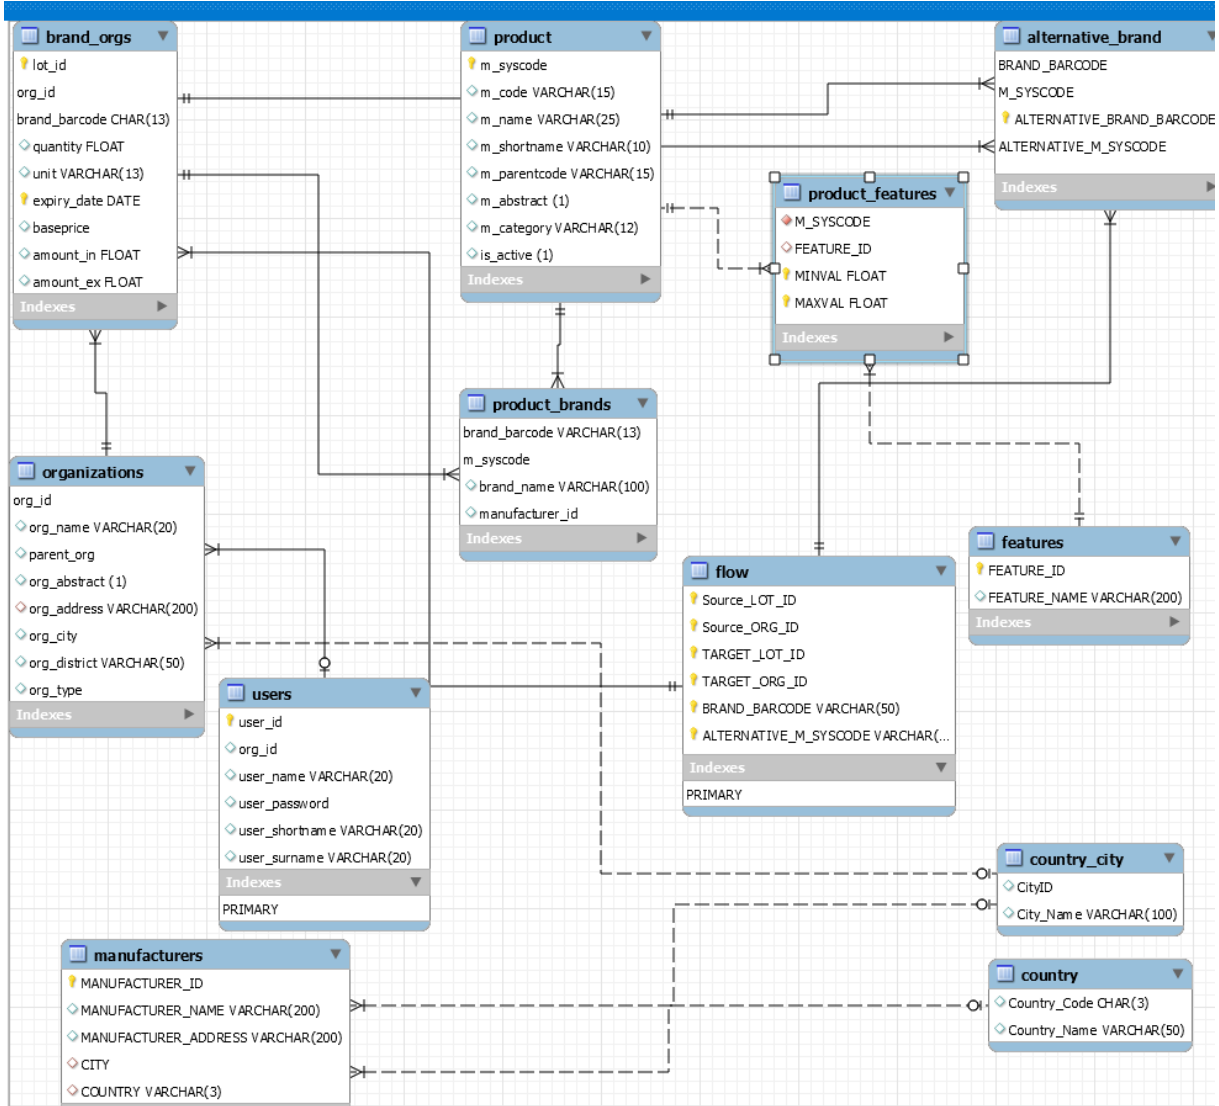 brand_orgs
lot_id
org_id
brand_barcode CHAR(13)
quantity FLOAT
unit VARCHAR(13)
expiry_date DATE
baseprice
amount_in FLOAT
amount_ex FLOAT
Indexes
product
m_syscode
m_code VARCHAR(15)
m_name VARCHAR(25)
m_shortname VARCHAR(10)
m_parentcode VARCHAR(15)
m_abstract (1)
m_category VARCHAR(12)
is_active (1)
Indexes
alternative_brand
BRAND_BARCODE
M_SYSCODE
ALTERNATIVE_BRAND_BARCODE
ALTERNATIVE_M_SYSCODE
Indexes
product_features
M_SYSCODE
FEATURE_ID
MINVAL FLOAT
MAXVAL FLOAT
Indexes
product_brands
brand_barcode VARCHAR(13)
m_syscode
brand_name VARCHAR(100)
manufacturer_id
Indexes
organizations
org_id
org_name VARCHAR(20)
parent_org
org_abstract (1)
org_address VARCHAR(200)
org_city
org_district VARCHAR(50)
org_type
Indexes
features
FEATURE_ID
FEATURE_NAME VARCHAR(200)
Indexes
flow
Source_LOT_ID
Source_ORG_ID
TARGET_LOT_ID
TARGET_ORG_ID
BRAND_BARCODE VARCHAR(50)
ALTERNATIVE_M_SYSCODE VARCHAR(...
Indexes
PRIMARY
users
user_id
org_id
user_name VARCHAR(20)
user_password
user_shortname VARCHAR(20)
user_surname VARCHAR(20)
Indexes
PRIMARY
country_city
CityID
City_Name VARCHAR(100)
manufacturers
MANUFACTURER_ID
MANUFACTURER_NAME VARCHAR(200)
MANUFACTURER_ADDRESS VARCHAR(200)
CITY
COUNTRY VARCHAR(3)
country
Country_Code CHAR(3)
Country_Name VARCHAR(50)